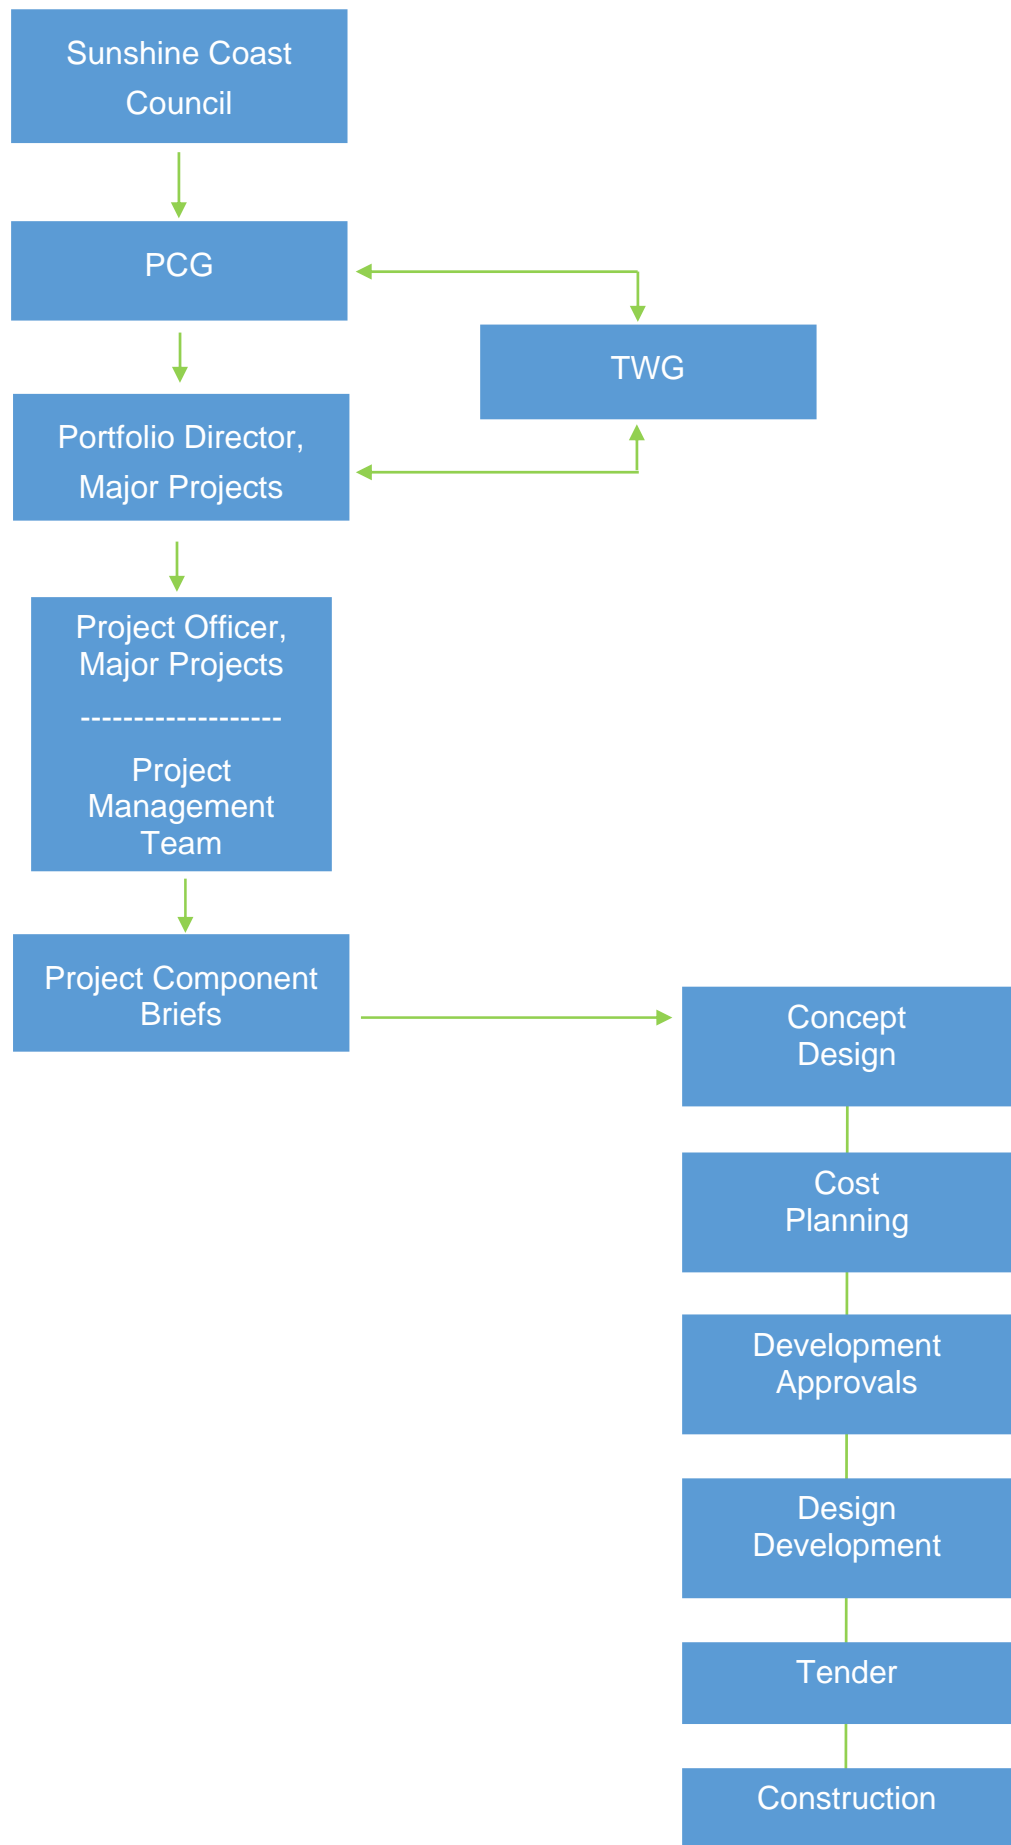 Sunshine Coast
Council
PCG
TWG
Portfolio Director,
Major Projects
Project Officer,
Major Projects
-------------------
Project
Management
Team
Project Component
Briefs
Concept
Design
Cost
Planning
Development
Approvals
Design
Development
Tender
Construction